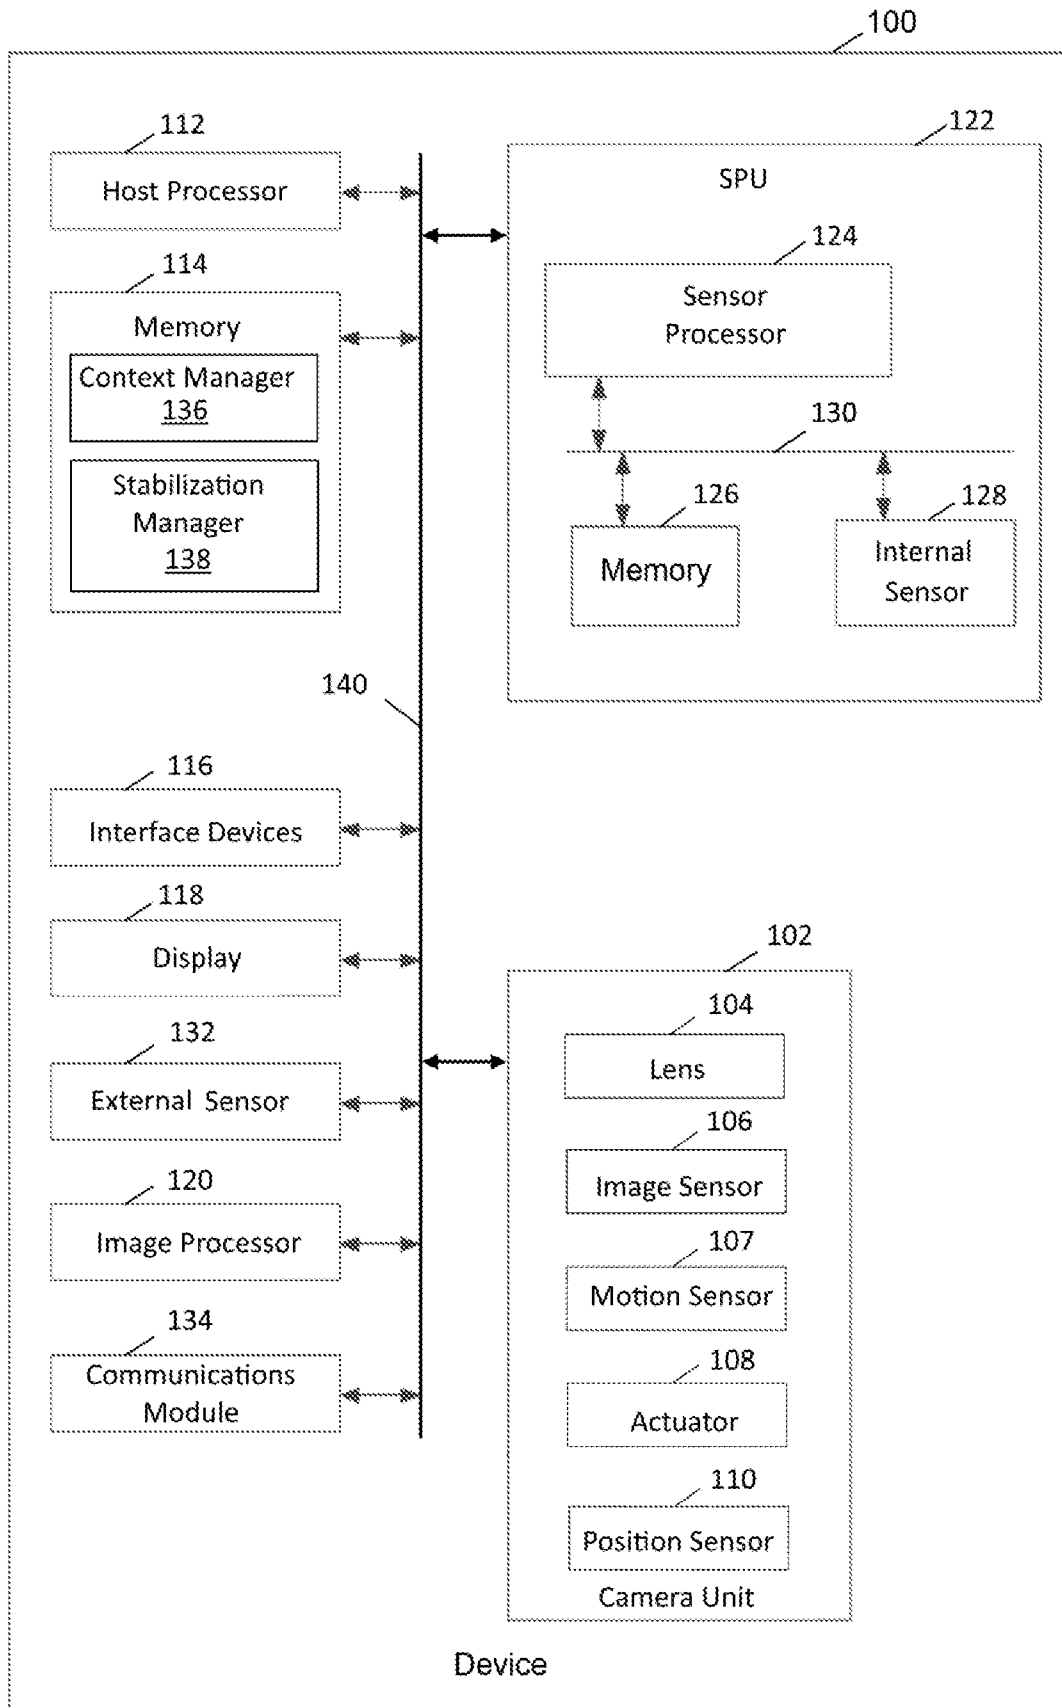 100
112
Host Processor
114
Memory
Context Manager
136
Stabilization
Manager
138
122
SPU
124
Sensor
Processor
130
126
Memory
128
Internal
Sensor
140
116
Interface Devices
118
Display
132
External Sensor
120
Image Processor
134
Communications
Module
102
104
Lens
106
Image Sensor
107
Motion Sensor
108
Actuator
110
Position Sensor
Camera Unit
Device